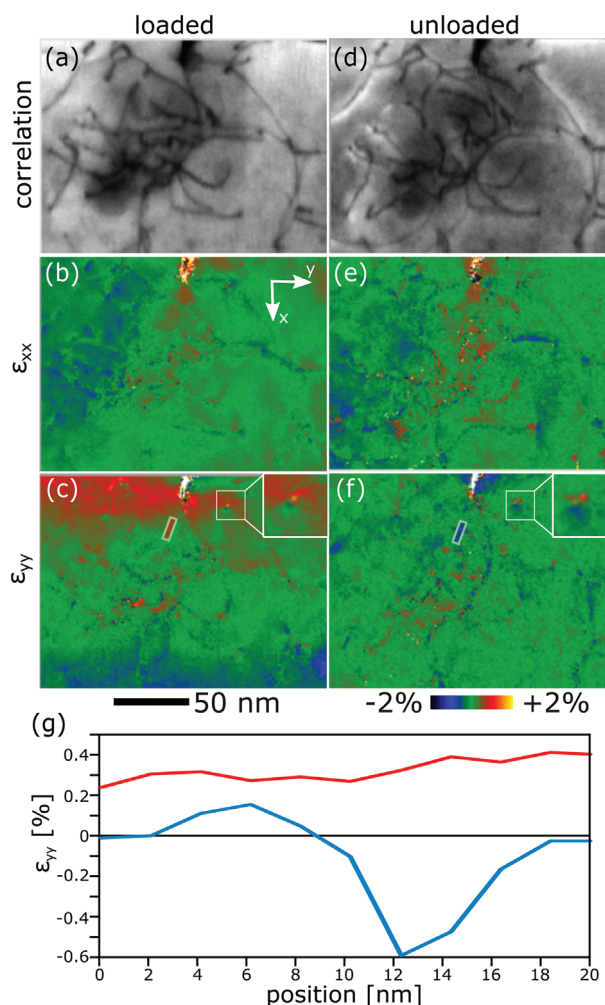 loaded unloaded
(a) (d)
correlation
(b) (e)
y
x
εxx
(c) (f)
εyy
50 nm -2% +2%
(g)
0.4
0.2
0
-0.2
-0.4
-0.6
εyy [%]
0 2 4 6 8 10 12 14 16 18 20
position [nm]